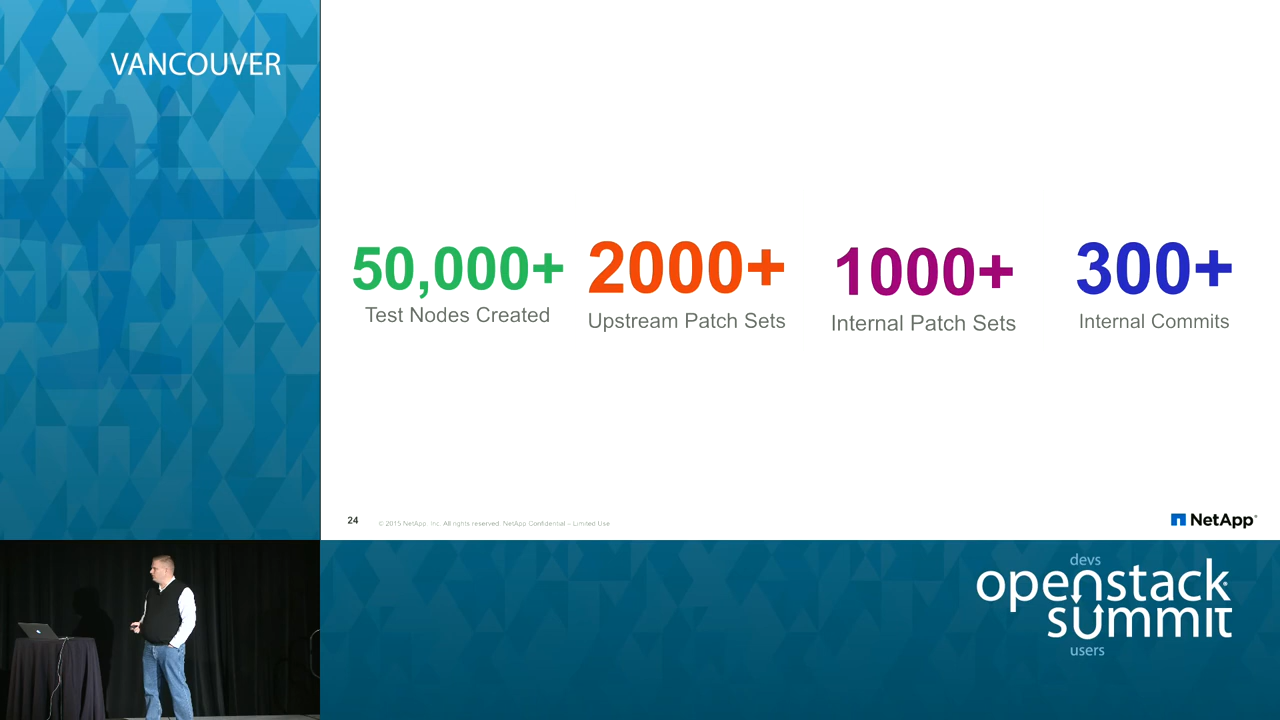 VANCOUVER
50,000+
Test Nodes Created
2000+
Upstream Patch Sets
1000+
Internal Patch Sets
300+
Internal Commits
24
© 2015 NetApp, Inc. All rights reserved. NetApp Confidential – Limited Use
NetApp
devs
openstack
summit
users